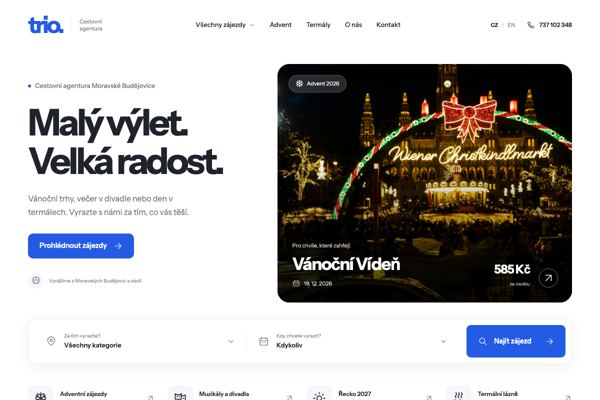 trio.
Cestovní
agentura
Všechny zájezdy
Advent
Termály
O nás
Kontakt
CZ / EN
737 102 348
Cestovní agentura Moravské Budějovice
Malý výlet.
Velká radost.
Vánoční trhy, večer v divadle nebo den v
termálech. Vyrazte s námi za tím, co vás těší.
Prohlédnout zájezdy
Vyrážíme z Moravských Budějovic a okolí
Advent 2026
Wiener Christkindlmarkt
Pro chvíle, které zahřejí.
Vánoční Vídeň
19. 12. 2026
585 Kč
za osobu
Za čím vyrazíte?
Všechny kategorie
Kdy chcete vyrazit?
Kdykoliv
Najít zájezd
Adventní zájezdy
Muzikály a divadla
Řecko 2027
Termální lázně